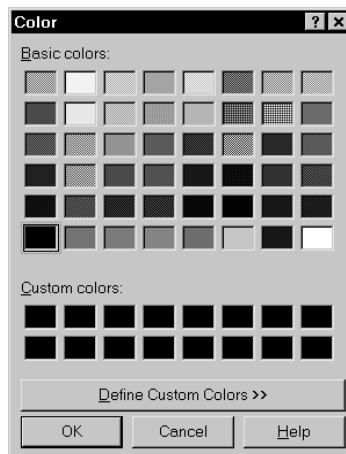 Color ? ×
Basic colors:
Custom colors:
Define Custom Colors >>
OK Cancel Help